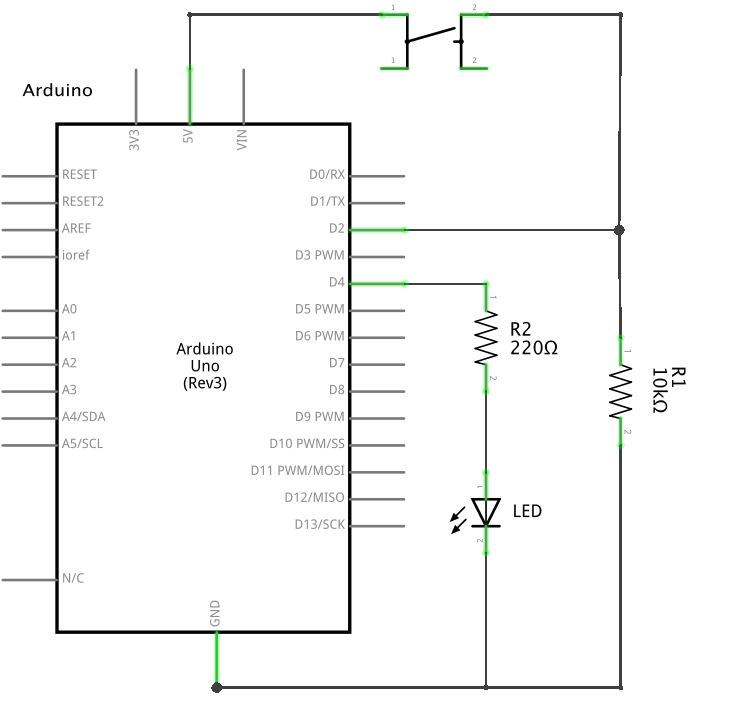 1
2
1
2
Arduino
3V3
5V
VIN
RESET
D0/RX
RESET2
D1/TX
AREF
D2
ioref
D3 PWM
D4
1
A0
D5 PWM
A1
D6 PWM
R2
220Ω
Arduino
Uno
(Rev3)
1
A2
D7
2
R1
10kΩ
A3
D8
A4/SDA
D9 PWM
2
A5/SCL
D10 PWM/SS
D11 PWM/MOSI
1
D12/MISO
LED
D13/SCK
2
N/C
GND